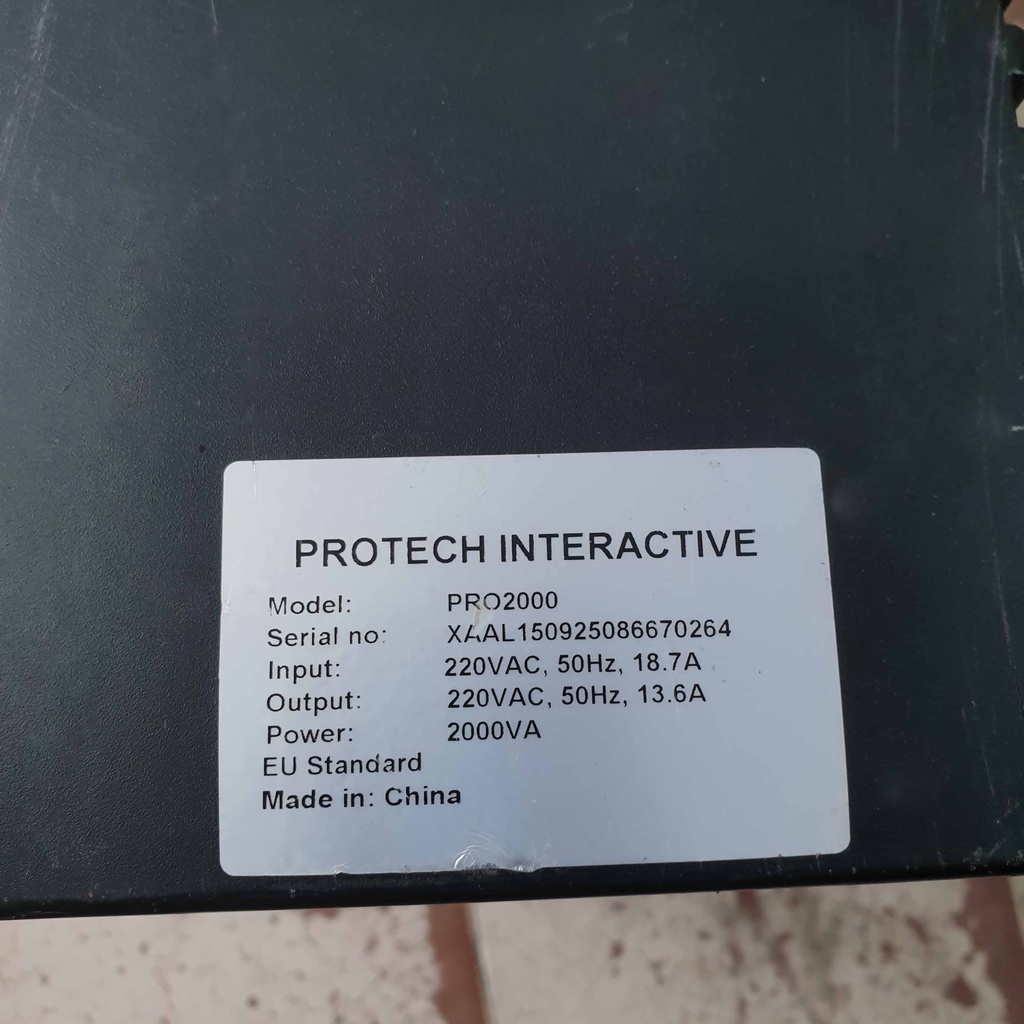 PROTECH INTERACTIVE
Model: PRO2000
Serial no: XAAL150925086670264
Input: 220VAC, 50Hz, 18.7A
Output: 220VAC, 50Hz, 13.6A
Power: 2000VA
EU Standard
Made in: China